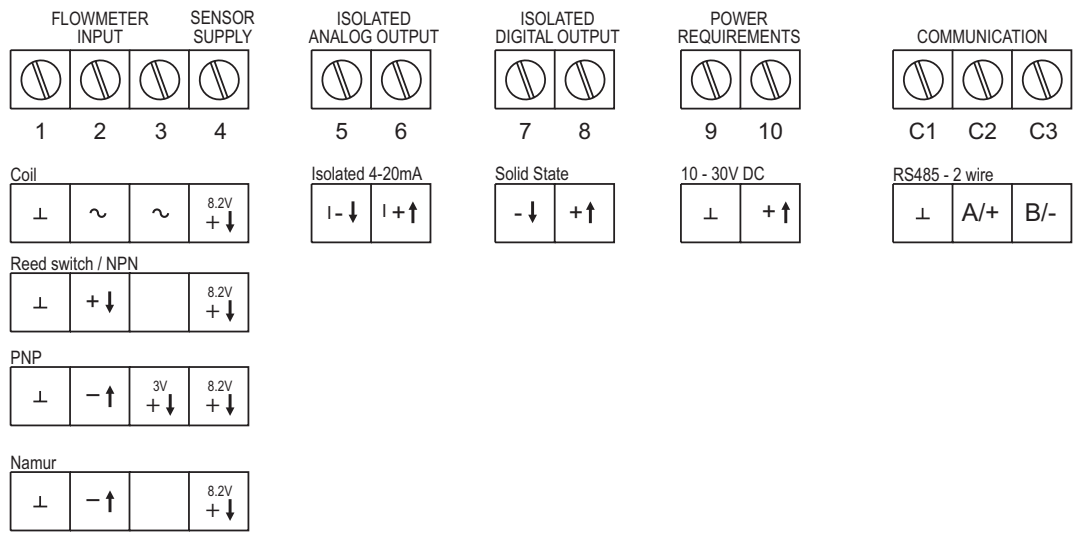 FLOWMETER INPUT
SENSOR SUPPLY
ISOLATED ANALOG OUTPUT
ISOLATED DIGITAL OUTPUT
POWER REQUIREMENTS
COMMUNICATION
1 2 3 4 5 6 7 8 9 10 C1 C2 C3
Coil
⊥ ~ ~ 8.2V + ↓
Isolated 4-20mA
I - ↓ I + ↑
Solid State
- ↓ + ↑
10 - 30V DC
⊥ + ↑
RS485 - 2 wire
⊥ A/+ B/-
Reed switch / NPN
⊥ + ↓ 8.2V + ↓
PNP
⊥ − ↑ 3V + ↓ 8.2V + ↓
Namur
⊥ − ↑ 8.2V + ↓